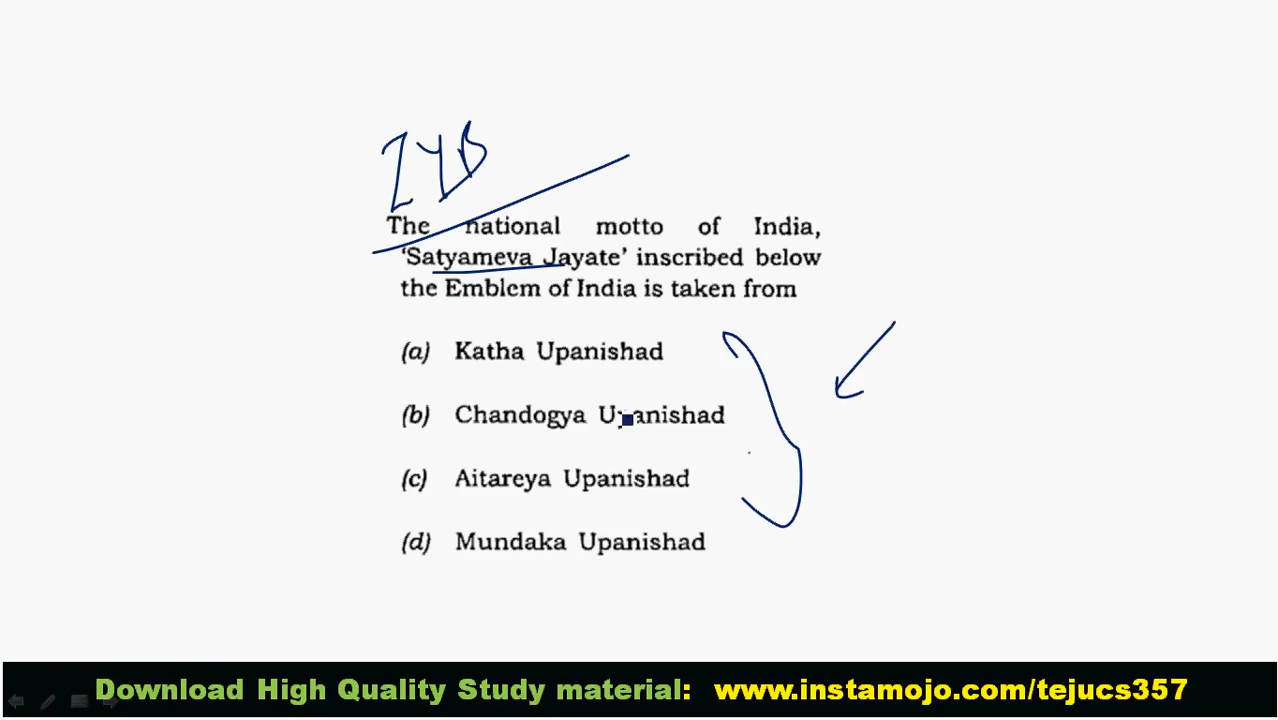 IYB
The national motto of India,
‘Satyameva Jayate’ inscribed below
the Emblem of India is taken from
(a) Katha Upanishad
(b) Chandogya Upanishad
(c) Aitareya Upanishad
(d) Mundaka Upanishad
Download High Quality Study material: www.instamojo.com/tejucs357